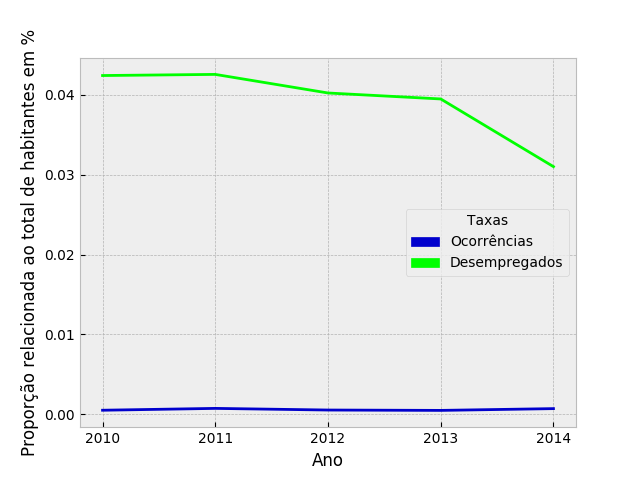 Proporção relacionada ao total de habitantes em %
0.04
0.03
0.02
0.01
0.00
Taxas
Ocorrências
Desempregados
2010 2011 2012 2013 2014
Ano